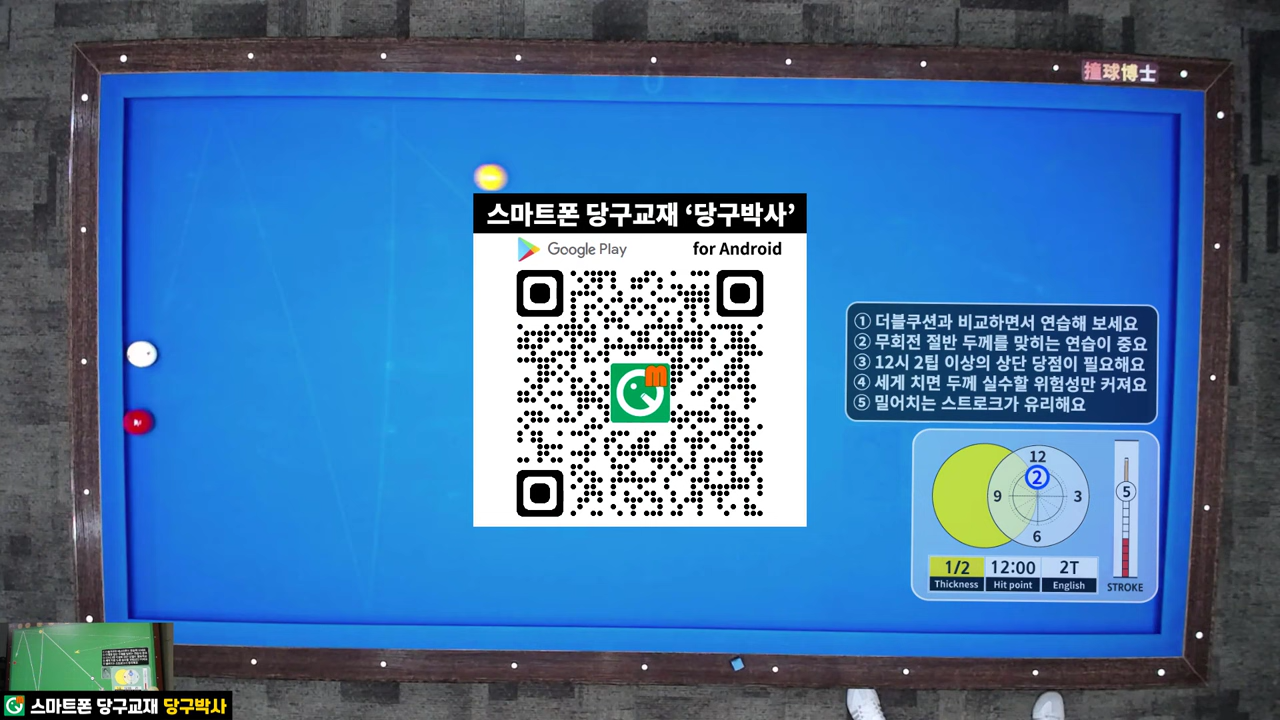 撞球博士
스마트폰 당구교재 ‘당구박사’
Google Play
for Android
① 더블쿠션과 비교하면서 연습해 보세요
② 무회전 절반 두께를 맞히는 연습이 중요
③ 12시 2팁 이상의 상단 당점이 필요해요
④ 세게 치면 두께 실수할 위험성만 커져요
⑤ 밀어치는 스트로크가 유리해요
12
2
9
3
6
5
1/2
12:00
2T
Thickness
Hit point
English
STROKE
스마트폰 당구교재 당구박사